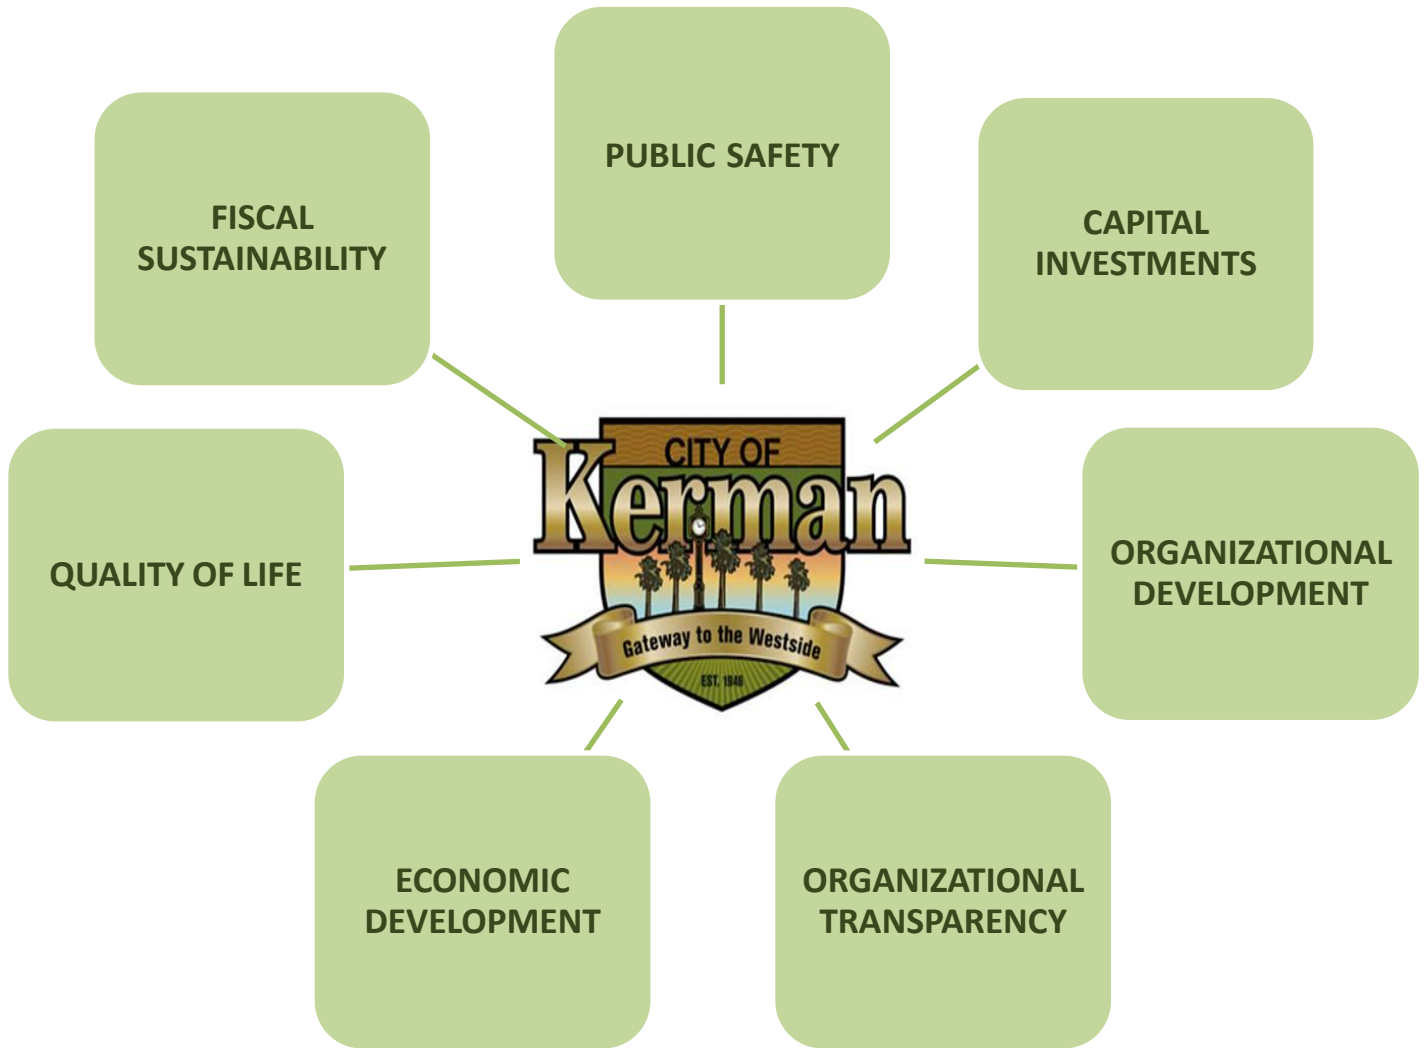 PUBLIC SAFETY
FISCAL
SUSTAINABILITY
CAPITAL
INVESTMENTS
CITY OF
Kerman
Gateway to the Westside
EST. 1946
QUALITY OF LIFE
ORGANIZATIONAL
DEVELOPMENT
ECONOMIC
DEVELOPMENT
ORGANIZATIONAL
TRANSPARENCY